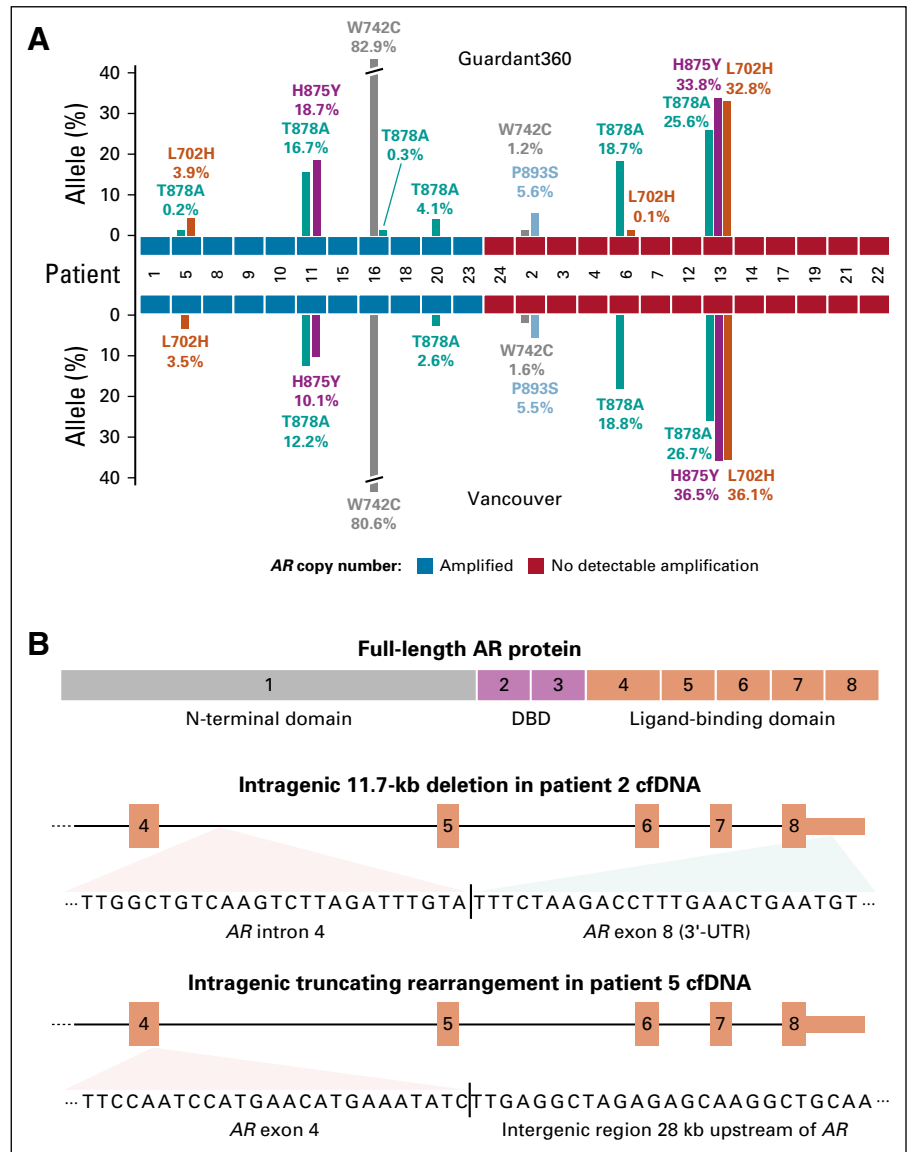 A
Guardant360
Allele (%)
40
30
20
10
0
L702H
3.9%
T878A
0.2%
H875Y
18.7%
T878A
16.7%
W742C
82.9%
T878A
0.3%
T878A
4.1%
W742C
1.2%
P893S
5.6%
T878A
18.7%
L702H
0.1%
H875Y
33.8%
T878A
25.6%
L702H
32.8%
Patient 1 5 8 9 10 11 15 16 18 20 23 24 2 3 4 6 7 12 13 14 17 19 21 22
Allele (%)
0
10
20
30
40
L702H
3.5%
H875Y
10.1%
T878A
12.2%
W742C
80.6%
T878A
2.6%
W742C
1.6%
P893S
5.5%
T878A
18.8%
T878A
26.7%
H875Y
36.5%
L702H
36.1%
Vancouver
AR copy number: Amplified No detectable amplification
B
Full-length AR protein
1 2 3 4 5 6 7 8
N-terminal domain DBD Ligand-binding domain
Intragenic 11.7-kb deletion in patient 2 cfDNA
4 5 6 7 8
...TTGGCTGTCAAGTCTTAGATTTGTA|TTTCTAAGACCTTTGAACTGAATGT...
AR intron 4 AR exon 8 (3'-UTR)
Intragenic truncating rearrangement in patient 5 cfDNA
4 5 6 7 8
...TTCCAATCCATGAACATGAAATATC|TTGAGGCTAGAGAGCAAGGCTGCAA...
AR exon 4 Intergenic region 28 kb upstream of AR